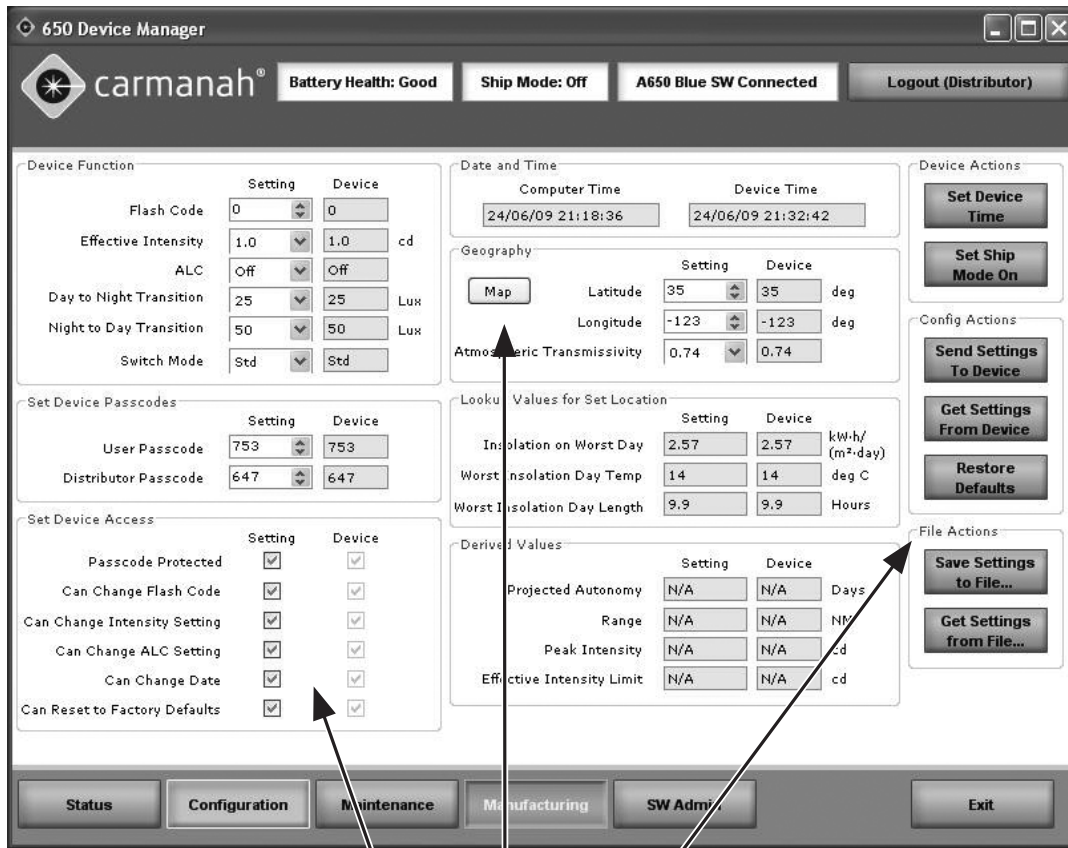 650 Device Manager
carmanah®
Battery Health: Good
Ship Mode: Off
A650 Blue SW Connected
Logout (Distributor)
Device Function
Setting Device
Flash Code 0 0
Effective Intensity 1.0 1.0 cd
ALC Off Off
Day to Night Transition 25 25 Lux
Night to Day Transition 50 50 Lux
Switch Mode Std Std
Set Device Passcodes
Setting Device
User Passcode 753 753
Distributor Passcode 647 647
Set Device Access
Setting Device
Passcode Protected
Can Change Flash Code
Can Change Intensity Setting
Can Change ALC Setting
Can Change Date
Can Reset to Factory Defaults
Date and Time
Computer Time Device Time
24/06/09 21:18:36 24/06/09 21:32:42
Geography
Setting Device
Map
Latitude 35 35 deg
Longitude -123 -123 deg
Atmospheric Transmissivity 0.74 0.74
Lookup Values for Set Location
Setting Device
Insolation on Worst Day 2.57 2.57 kW·h/
(m²·day)
Worst Insolation Day Temp 14 14 deg C
Worst Insolation Day Length 9.9 9.9 Hours
Derived Values
Setting Device
Projected Autonomy N/A N/A Days
Range N/A N/A NM
Peak Intensity N/A N/A cd
Effective Intensity Limit N/A N/A cd
Device Actions
Set Device
Time
Set Ship
Mode On
Config Actions
Send Settings
To Device
Get Settings
From Device
Restore
Defaults
File Actions
Save Settings
to File...
Get Settings
from File...
Status
Configuration
Maintenance
Manufacturing
SW Admin
Exit